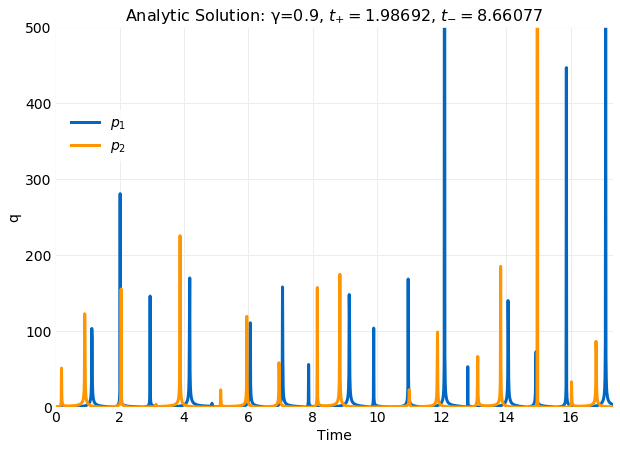 Analytic Solution: γ=0.9, t₊ = 1.98692, t₋ = 8.66077
500
400
300
200
100
0
q
p₁
p₂
0 2 4 6 8 10 12 14 16
Time